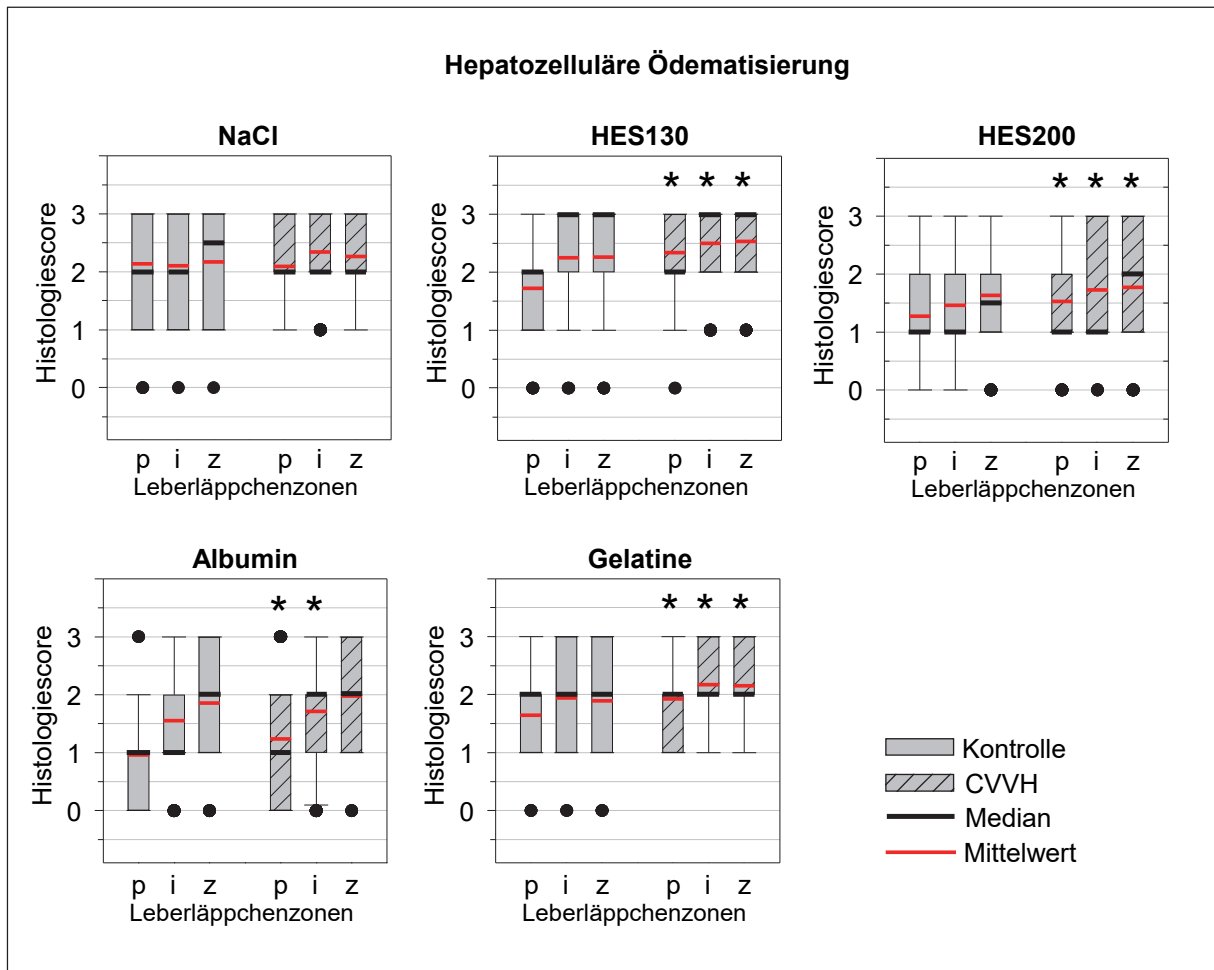 Hepatozelluläre Ödematisierung
NaCl
HES130
HES200
Histologiescore
3
2
1
0
p i z p i z
Leberläppchenzonen
Histologiescore
3
2
1
0
* * *
p i z p i z
Leberläppchenzonen
Histologiescore
3
2
1
0
* * *
p i z p i z
Leberläppchenzonen
Albumin
Gelatine
Histologiescore
3
2
1
0
* *
p i z p i z
Leberläppchenzonen
Histologiescore
3
2
1
0
* * *
p i z p i z
Leberläppchenzonen
Kontrolle
CVVH
Median
Mittelwert